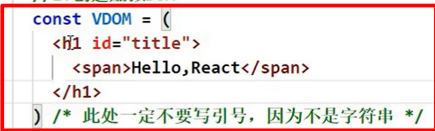 const VDOM = (
<h1 id="title">
<span>Hello,React</span>
</h1>
) /* 此处一定不要写引号，因为不是字符串 */